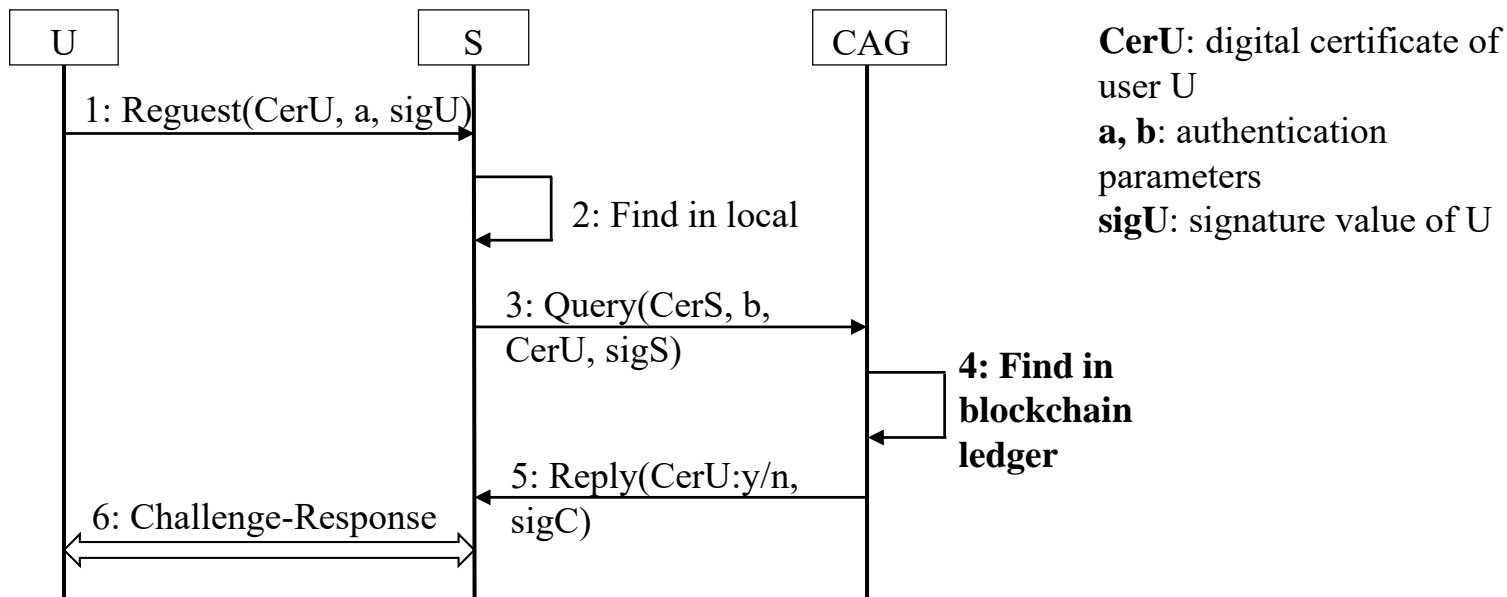 U
S
CAG
1: Reguest(CerU, a, sigU)
2: Find in local
3: Query(CerS, b,
CerU, sigS)
4: Find in
blockchain
ledger
5: Reply(CerU:y/n,
sigC)
6: Challenge-Response
CerU: digital certificate of
user U
a, b: authentication
parameters
sigU: signature value of U